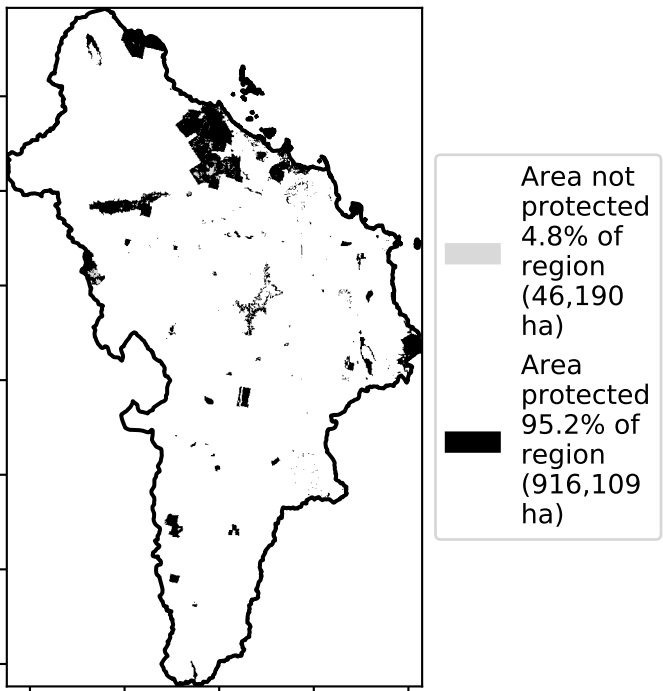 Area not
protected
4.8% of
region
(46,190
ha)
Area
protected
95.2% of
region
(916,109
ha)